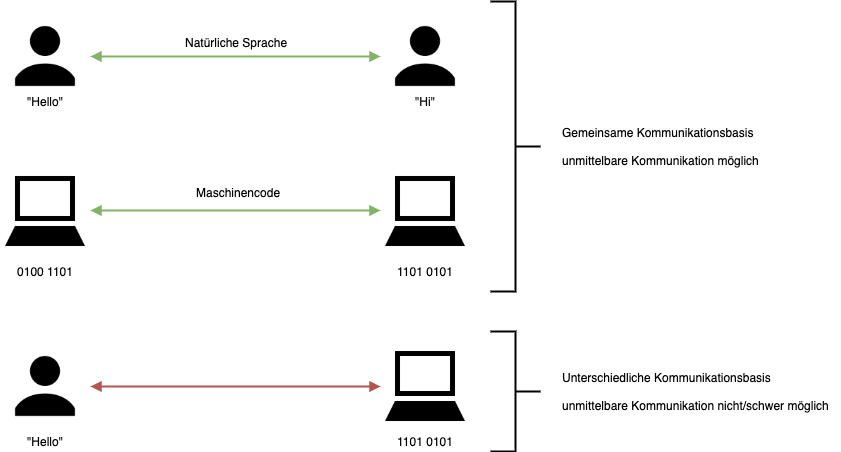 Natürliche Sprache
"Hello"
"Hi"
Gemeinsame Kommunikationsbasis
unmittelbare Kommunikation möglich
Maschinencode
0100 1101
1101 0101
Unterschiedliche Kommunikationsbasis
unmittelbare Kommunikation nicht/schwer möglich
"Hello"
1101 0101